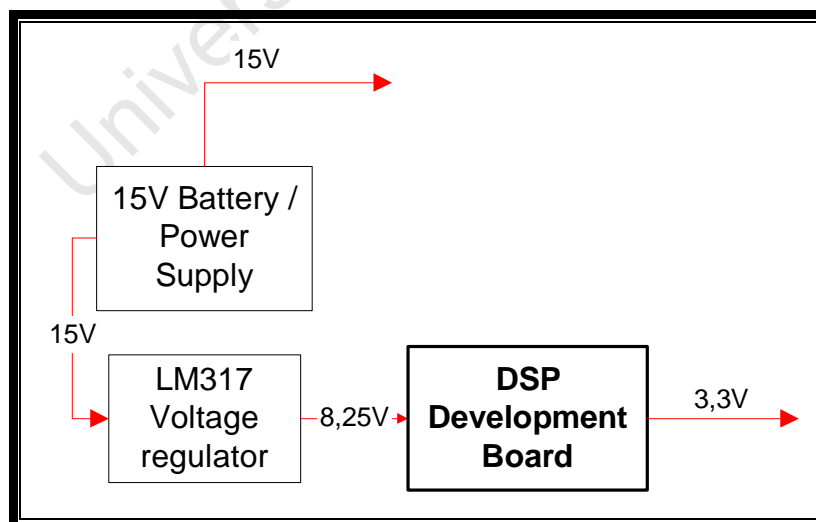 15V
15V Battery /
Power
Supply
15V
LM317
Voltage
regulator
8,25V
DSP
Development
Board
3,3V